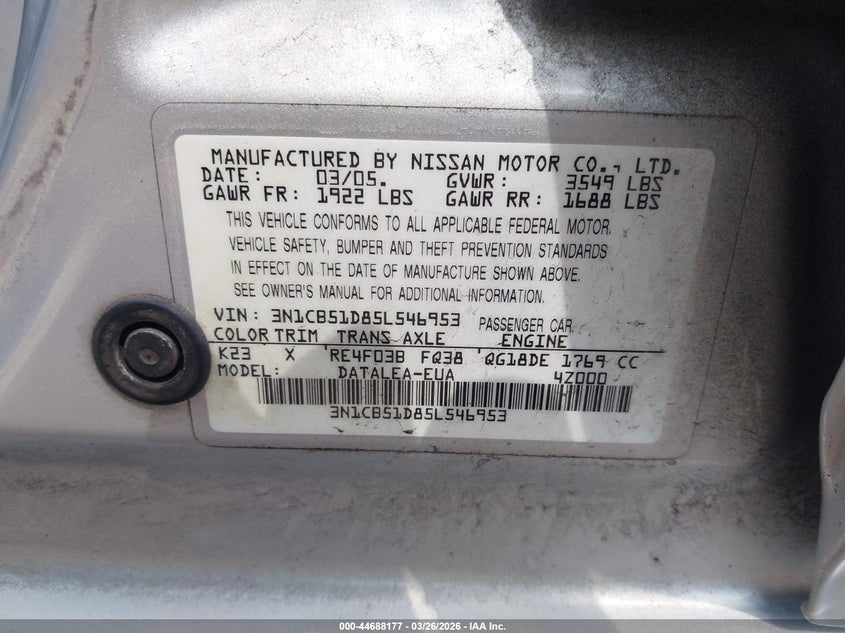 MANUFACTURED BY NISSAN MOTOR CO., LTD.
DATE: 03/05. GVWR: 3549 LBS
GAWR FR: 1922 LBS GAWR RR: 1688 LBS
THIS VEHICLE CONFORMS TO ALL APPLICABLE FEDERAL MOTOR.
VEHICLE SAFETY, BUMPER AND THEFT PREVENTION STANDARDS
IN EFFECT ON THE DATE OF MANUFACTURE SHOWN ABOVE.
SEE OWNER'S MANUAL FOR ADDITIONAL INFORMATION.
VIN: 3N1CB51D85L546953 PASSENGER CAR.
COLOR TRIM TRANS AXLE ENGINE
K23 X RE4F03B FQ38 QG18DE 1769 CC
MODEL: DATALEA-EUA 4Z000
3N1CB51D85L546953
000-44688177 — 03/26/2026 — IAA Inc.